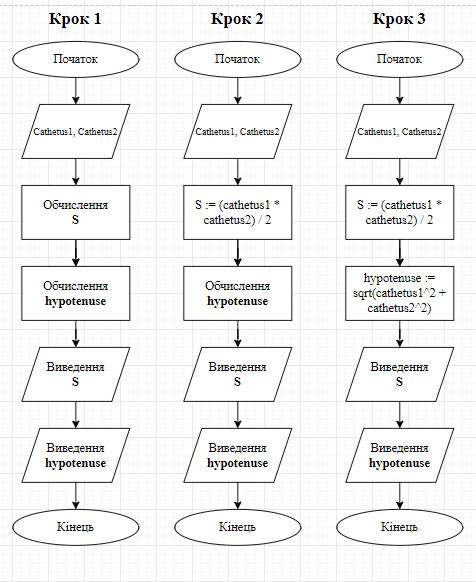 Крок 1
Початок
Cathetus1, Cathetus2
Обчислення
S
Обчислення
hypotenuse
Виведення
S
Виведення
hypotenuse
Кінець
Крок 2
Початок
Cathetus1, Cathetus2
S := (cathetus1 *
cathetus2) / 2
Обчислення
hypotenuse
Виведення
S
Виведення
hypotenuse
Кінець
Крок 3
Початок
Cathetus1, Cathetus2
S := (cathetus1 *
cathetus2) / 2
hypotenuse :=
sqrt(cathetus1^2 +
cathetus2^2)
Виведення
S
Виведення
hypotenuse
Кінець